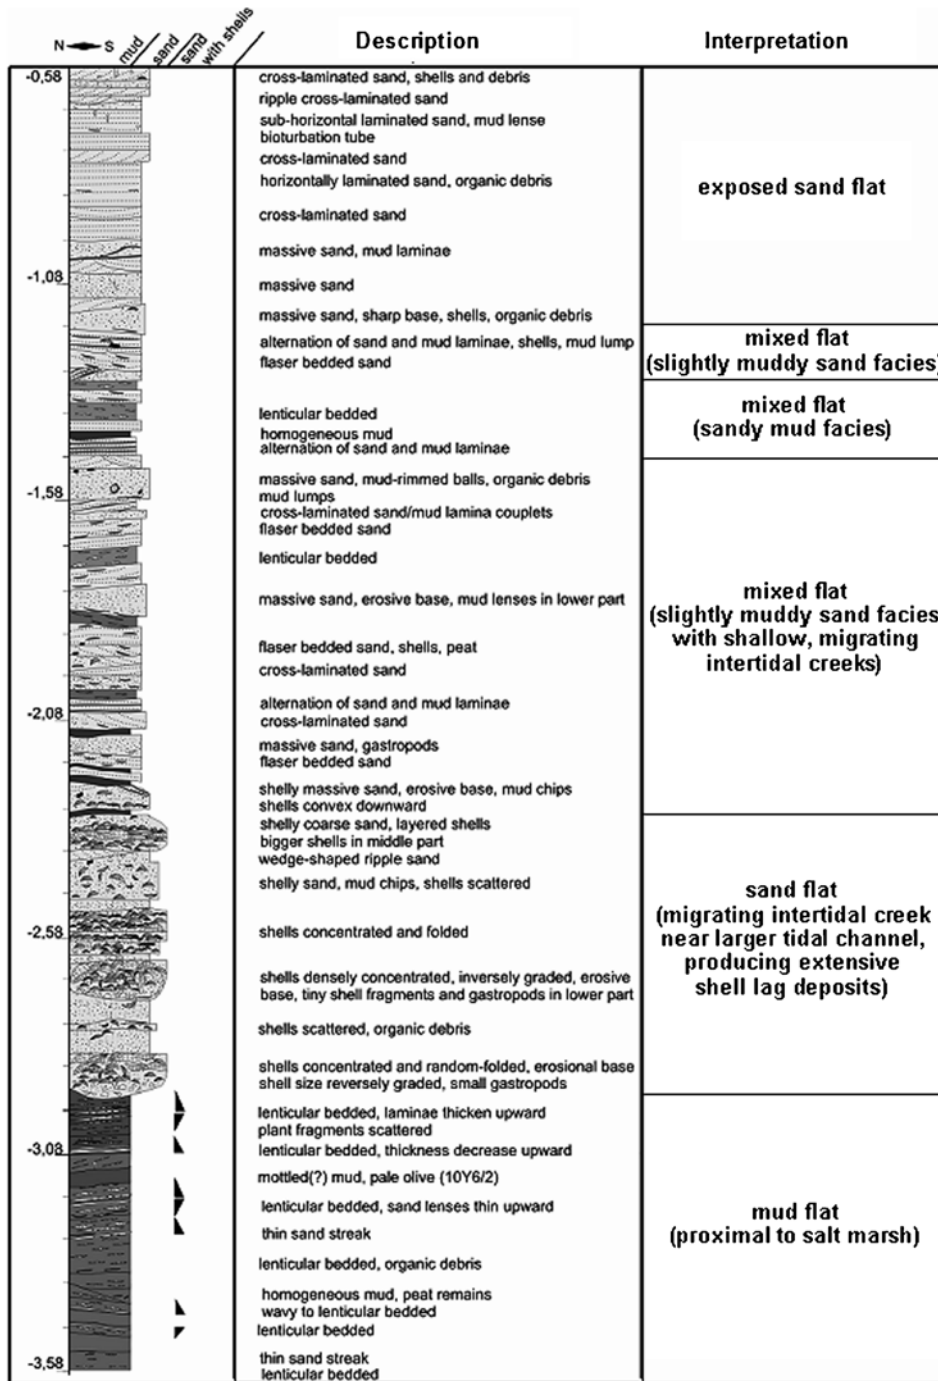 N S
mud
sand
sand
with shells
Description
Interpretation
-0,58
cross-laminated sand, shells and debris
ripple cross-laminated sand
sub-horizontal laminated sand, mud lense
bioturbation tube
cross-laminated sand
horizontally laminated sand, organic debris
exposed sand flat
cross-laminated sand
massive sand, mud laminae
-1,08
massive sand
massive sand, sharp base, shells, organic debris
alternation of sand and mud laminae, shells, mud lump
flaser bedded sand
mixed flat
(slightly muddy sand facies)
lenticular bedded
homogeneous mud
alternation of sand and mud laminae
mixed flat
(sandy mud facies)
massive sand, mud-rimmed balls, organic debris
-1,58
mud lumps
cross-laminated sand/mud lamina couplets
flaser bedded sand
lenticular bedded
massive sand, erosive base, mud lenses in lower part
flaser bedded sand, shells, peat
cross-laminated sand
mixed flat
(slightly muddy sand facies
with shallow, migrating
intertidal creeks)
alternation of sand and mud laminae
-2,08
cross-laminated sand
massive sand, gastropods
flaser bedded sand
shelly massive sand, erosive base, mud chips
shells convex downward
shelly coarse sand, layered shells
bigger shells in middle part
wedge-shaped ripple sand
shelly sand, mud chips, shells scattered
-2,58
shells concentrated and folded
sand flat
(migrating intertidal creek
near larger tidal channel,
producing extensive
shell lag deposits)
shells densely concentrated, inversely graded, erosive
base, tiny shell fragments and gastropods in lower part
shells scattered, organic debris
shells concentrated and random-folded, erosional base
shell size reversely graded, small gastropods
lenticular bedded, laminae thicken upward
plant fragments scattered
-3,08
lenticular bedded, thickness decrease upward
mottled(?) mud, pale olive (10Y6/2)
lenticular bedded, sand lenses thin upward
thin sand streak
mud flat
(proximal to salt marsh)
lenticular bedded, organic debris
homogeneous mud, peat remains
wavy to lenticular bedded
lenticular bedded
thin sand streak
-3,58
lenticular bedded